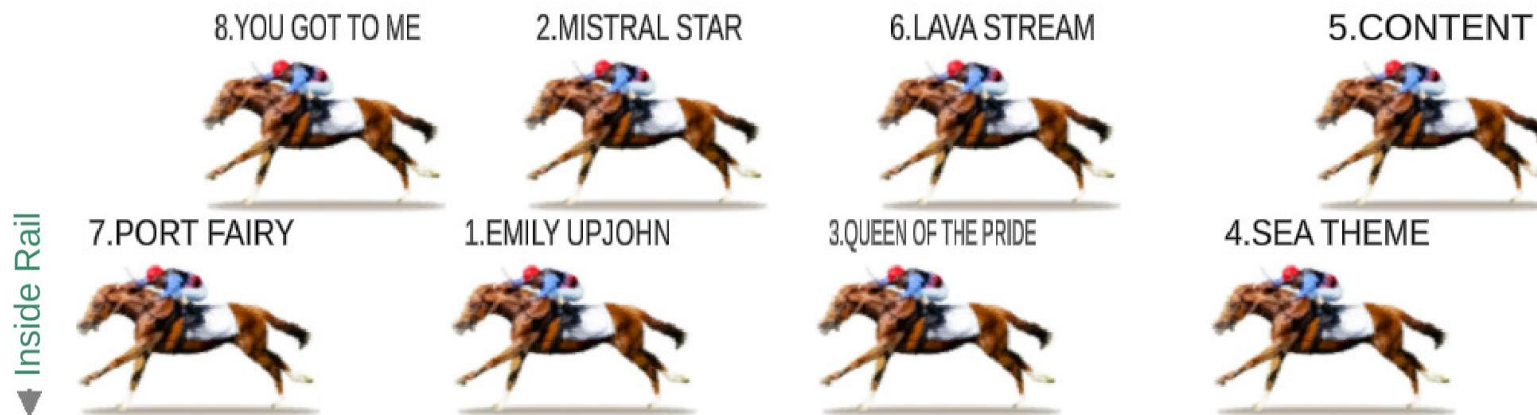 8.YOU GOT TO ME 2.MISTRAL STAR 6.LAVA STREAM 5.CONTENT
7.PORT FAIRY 1.EMILY UPJOHN 3.QUEEN OF THE PRIDE 4.SEA THEME
Inside Rail